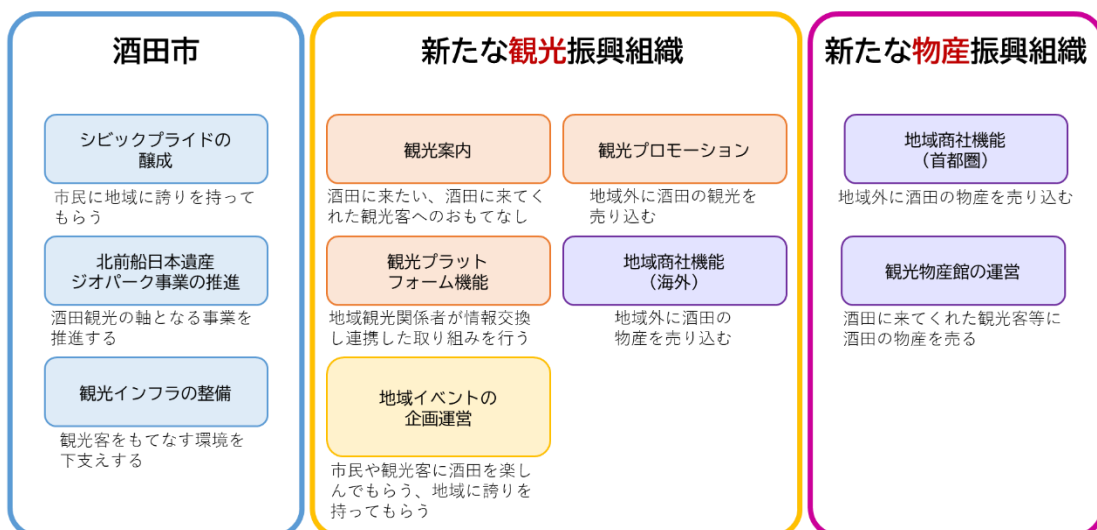 酒田市
シビックプライドの
醸成
市民に地域に誇りを持って
もらう
北前船日本遺産
ジオパーク事業の推進
酒田観光の軸となる事業を
推進する
観光インフラの整備
観光客をもてなす環境を
下支えする
新たな観光振興組織
観光案内
酒田に来たい、酒田に来てく
れた観光客へのおもてなし
観光プロモーション
地域外に酒田の観光を
売り込む
観光プラット
フォーム機能
地域観光関係者が情報交換
し連携した取り組みを行う
地域商社機能
（海外）
地域外に酒田の
物産を売り込む
地域イベントの
企画運営
市民や観光客に酒田を楽し
んでもらう、地域に誇りを
持ってもらう
新たな物産振興組織
地域商社機能
（首都圏）
地域外に酒田の物産を売り込む
観光物産館の運営
酒田に来てくれた観光客等に
酒田の物産を売る